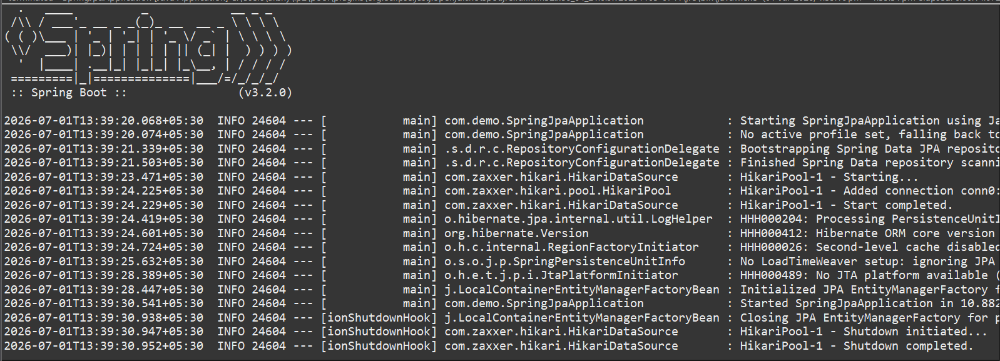 .   ____          _            __ _ _
 /\\ / ___'_ __ _ _(_)_ __  __ _ \ \ \ \
( ( )\___ | '_ | '_| | '_ \/ _` | \ \ \ \
 \\/  ___)| |_)| | | | | || (_| |  ) ) ) )
  '  |____| .__|_| |_|_| |_\__, | / / / /
 =========|_|==============|___/=/_/_/_/
 :: Spring Boot ::                (v3.2.0)

2026-07-01T13:39:20.068+05:30  INFO 24604 --- [           main] com.demo.SpringJpaApplication            : Starting SpringJpaApplication using Ja
2026-07-01T13:39:20.074+05:30  INFO 24604 --- [           main] com.demo.SpringJpaApplication            : No active profile set, falling back to
2026-07-01T13:39:21.339+05:30  INFO 24604 --- [           main] .s.d.r.c.RepositoryConfigurationDelegate : Bootstrapping Spring Data JPA reposito
2026-07-01T13:39:21.503+05:30  INFO 24604 --- [           main] .s.d.r.c.RepositoryConfigurationDelegate : Finished Spring Data repository scanni
2026-07-01T13:39:23.471+05:30  INFO 24604 --- [           main] com.zaxxer.hikari.HikariDataSource       : HikariPool-1 - Starting...
2026-07-01T13:39:24.225+05:30  INFO 24604 --- [           main] com.zaxxer.hikari.pool.HikariPool        : HikariPool-1 - Added connection conn0:
2026-07-01T13:39:24.229+05:30  INFO 24604 --- [           main] com.zaxxer.hikari.HikariDataSource       : HikariPool-1 - Start completed.
2026-07-01T13:39:24.419+05:30  INFO 24604 --- [           main] o.hibernate.jpa.internal.util.LogHelper  : HHH000204: Processing PersistenceUnitI
2026-07-01T13:39:24.601+05:30  INFO 24604 --- [           main] org.hibernate.Version                    : HHH000412: Hibernate ORM core version
2026-07-01T13:39:24.724+05:30  INFO 24604 --- [           main] o.h.c.internal.RegionFactoryInitiator    : HHH000026: Second-level cache disabled
2026-07-01T13:39:25.632+05:30  INFO 24604 --- [           main] o.s.o.j.p.SpringPersistenceUnitInfo      : No LoadTimeWeaver setup: ignoring JPA
2026-07-01T13:39:28.389+05:30  INFO 24604 --- [           main] o.h.e.t.j.p.i.JtaPlatformInitiator       : HHH000489: No JTA platform available (
2026-07-01T13:39:28.447+05:30  INFO 24604 --- [           main] j.LocalContainerEntityManagerFactoryBean : Initialized JPA EntityManagerFactory f
2026-07-01T13:39:30.541+05:30  INFO 24604 --- [           main] com.demo.SpringJpaApplication            : Started SpringJpaApplication in 10.882
2026-07-01T13:39:30.938+05:30  INFO 24604 --- [ionShutdownHook] j.LocalContainerEntityManagerFactoryBean : Closing JPA EntityManagerFactory for p
2026-07-01T13:39:30.947+05:30  INFO 24604 --- [ionShutdownHook] com.zaxxer.hikari.HikariDataSource       : HikariPool-1 - Shutdown initiated...
2026-07-01T13:39:30.952+05:30  INFO 24604 --- [ionShutdownHook] com.zaxxer.hikari.HikariDataSource       : HikariPool-1 - Shutdown completed.